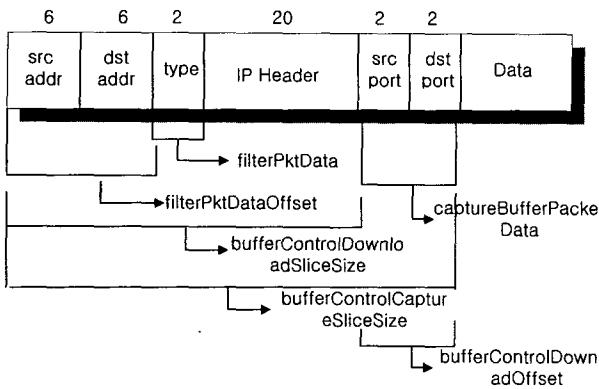 6 6 2 20 2 2
src addr
dst addr
type
IP Header
src port
dst port
Data
filterPktData
filterPktDataOffset
captureBufferPacke
Data
bufferControlDownlo
adSliceSize
bufferControlCaptur
eSliceSize
bufferControlDown
adOffset